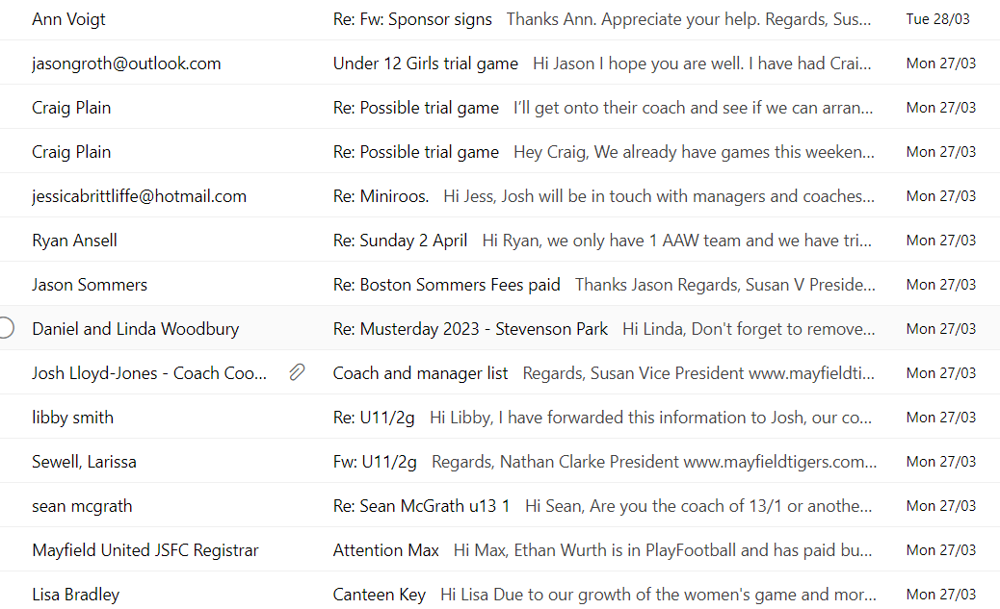 Ann Voigt Re: Fw: Sponsor signs Thanks Ann. Appreciate your help. Regards, Sus... Tue 28/03
jasongroth@outlook.com Under 12 Girls trial game Hi Jason I hope you are well. I have had Crai... Mon 27/03
Craig Plain Re: Possible trial game I'll get onto their coach and see if we can arran... Mon 27/03
Craig Plain Re: Possible trial game Hey Craig, We already have games this weeken... Mon 27/03
jessicabrittliffe@hotmail.com Re: Miniroos. Hi Jess, Josh will be in touch with managers and coaches... Mon 27/03
Ryan Ansell Re: Sunday 2 April Hi Ryan, we only have 1 AAW team and we have tri... Mon 27/03
Jason Sommers Re: Boston Sommers Fees paid Thanks Jason Regards, Susan V Preside... Mon 27/03
Daniel and Linda Woodbury Re: Musterday 2023 - Stevenson Park Hi Linda, Don't forget to remove... Mon 27/03
Josh Lloyd-Jones - Coach Coo... Coach and manager list Regards, Susan Vice President www.mayfieldti... Mon 27/03
libby smith Re: U11/2g Hi Libby, I have forwarded this information to Josh, our co... Mon 27/03
Sewell, Larissa Fw: U11/2g Regards, Nathan Clarke President www.mayfieldtigers.com... Mon 27/03
sean mcgrath Re: Sean McGrath u13 1 Hi Sean, Are you the coach of 13/1 or anothe... Mon 27/03
Mayfield United JSFC Registrar Attention Max Hi Max, Ethan Wurth is in PlayFootball and has paid bu... Mon 27/03
Lisa Bradley Canteen Key Hi Lisa Due to our growth of the women's game and mor... Mon 27/03